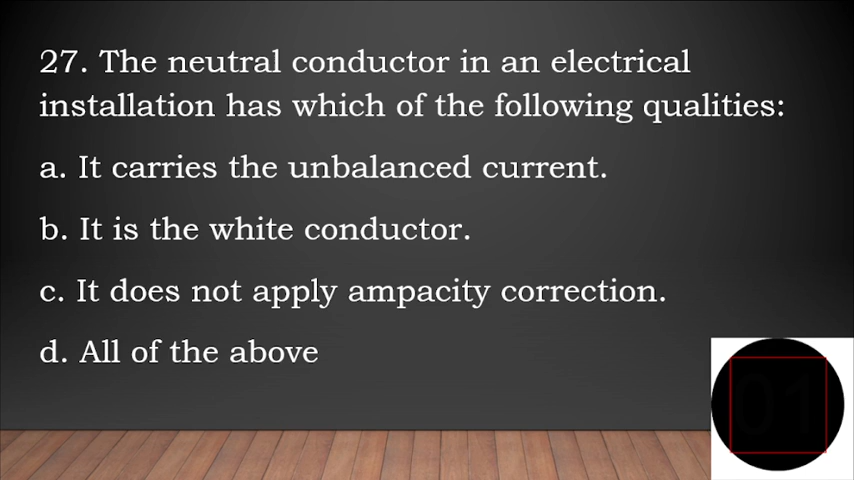 27. The neutral conductor in an electrical
installation has which of the following qualities:
a. It carries the unbalanced current.
b. It is the white conductor.
c. It does not apply ampacity correction.
d. All of the above
01